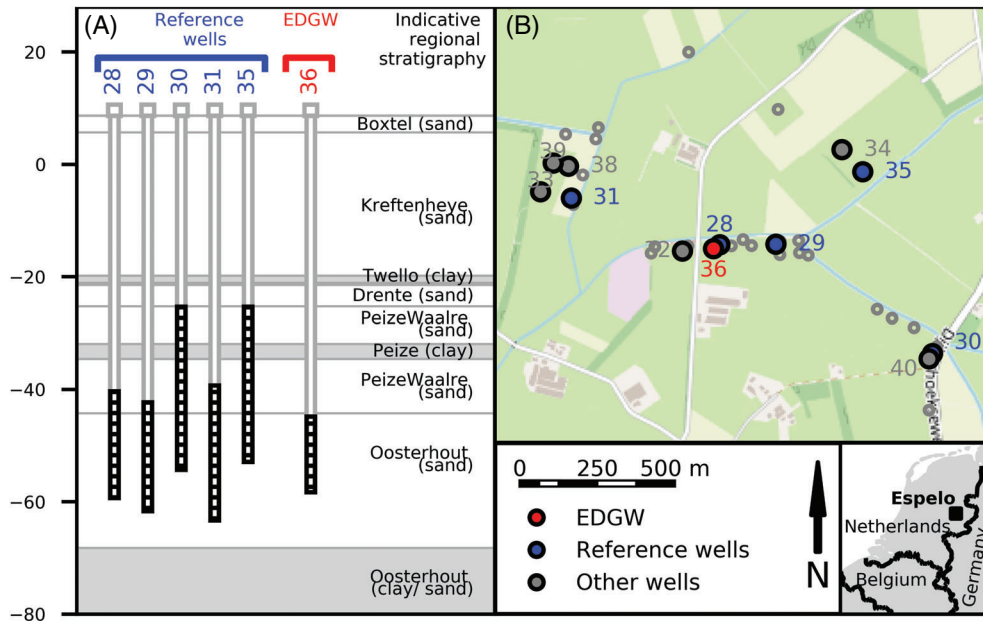 (A)
Reference
wells
EDGW
Indicative
regional
stratigraphy
28
29
30
31
35
36
20
0
−20
−40
−60
−80
Boxtel (sand)
Kreftenheye
(sand)
Twello (clay)
Drente (sand)
PeizeWaalre
(sand)
Peize (clay)
PeizeWaalre
(sand)
Oosterhout
(sand)
Oosterhout
(clay/ sand)
(B)
39
38
33
31
34
35
28
29
36
30
40
0 250 500 m
EDGW
Reference wells
Other wells
N
Espelo
Netherlands
Belgium
Germany